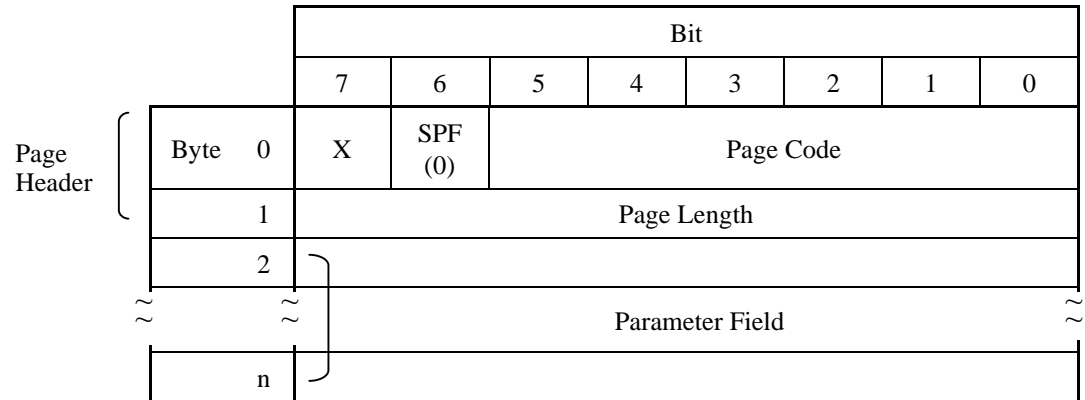 Bit
7 6 5 4 3 2 1 0
Page
Header
Byte 0 X SPF
(0) Page Code
1 Page Length
2
~ ~ ~
~ ~ ~
Parameter Field
n